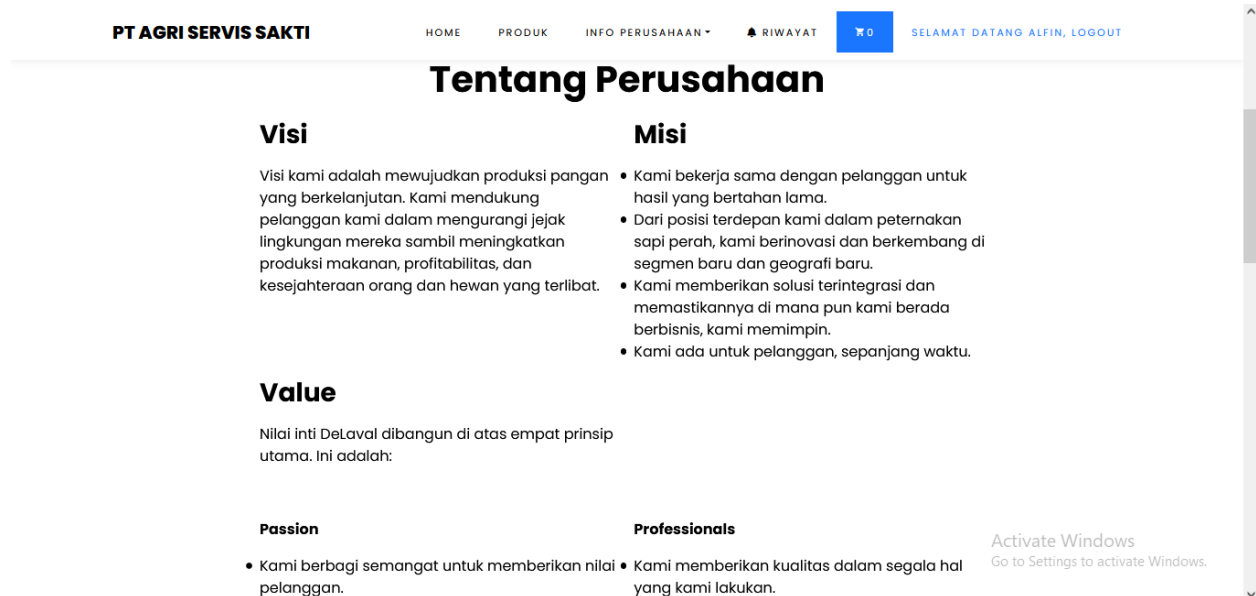 PT AGRI SERVIS SAKTI
HOME PRODUK INFO PERUSAHAAN RIWAYAT 0 SELAMAT DATANG ALFIN, LOGOUT
Tentang Perusahaan
Visi
Visi kami adalah mewujudkan produksi pangan
yang berkelanjutan. Kami mendukung
pelanggan kami dalam mengurangi jejak
lingkungan mereka sambil meningkatkan
produksi makanan, profitabilitas, dan
kesejahteraan orang dan hewan yang terlibat.
Misi
Kami bekerja sama dengan pelanggan untuk
hasil yang bertahan lama.
Dari posisi terdepan kami dalam peternakan
sapi perah, kami berinovasi dan berkembang di
segmen baru dan geografi baru.
Kami memberikan solusi terintegrasi dan
memastikannya di mana pun kami berada
berbisnis, kami memimpin.
Kami ada untuk pelanggan, sepanjang waktu.
Value
Nilai inti DeLaval dibangun di atas empat prinsip
utama. Ini adalah:
Passion
Kami berbagi semangat untuk memberikan nilai
pelanggan.
Professionals
Kami memberikan kualitas dalam segala hal
yang kami lakukan.
Activate Windows
Go to Settings to activate Windows.